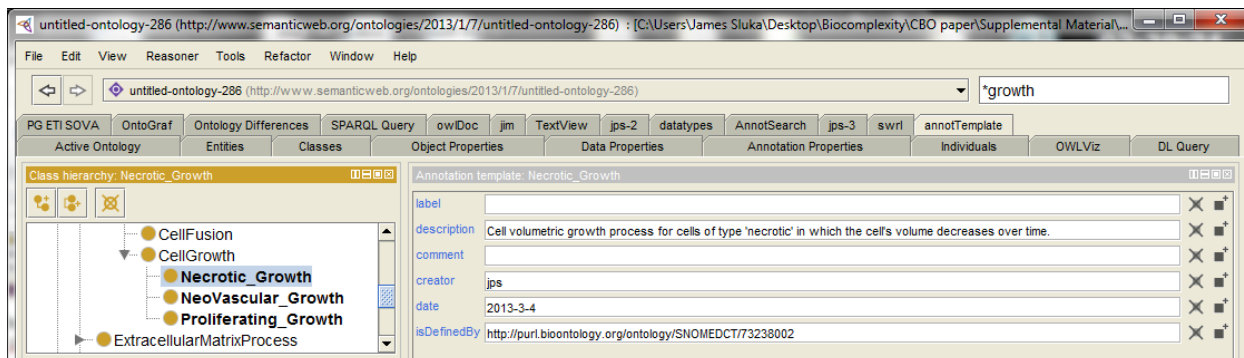 untitled-ontology-286 (http://www.semanticweb.org/ontologies/2013/1/7/untitled-ontology-286) : [C:\Users\James Sluka\Desktop\Biocomplexity\CBO paper\Supplemental Material\...
File Edit View Reasoner Tools Refactor Window Help
untitled-ontology-286 (http://www.semanticweb.org/ontologies/2013/1/7/untitled-ontology-286) *growth
PG ETI SOVA OntoGraf Ontology Differences SPARQL Query owlDoc jim TextView jps-2 datatypes AnnotSearch jps-3 swrl annotTemplate
Active Ontology Entities Classes Object Properties Data Properties Annotation Properties Individuals OWLViz DL Query
Class hierarchy: Necrotic_Growth
CellFusion
CellGrowth
Necrotic_Growth
NeoVascular_Growth
Proliferating_Growth
ExtracellularMatrixProcess
Annotation template: Necrotic_Growth
label
description Cell volumetric growth process for cells of type 'necrotic' in which the cell's volume decreases over time.
comment
creator jps
date 2013-3-4
isDefinedBy http://purl.bioontology.org/ontology/SNOMEDCT/73238002